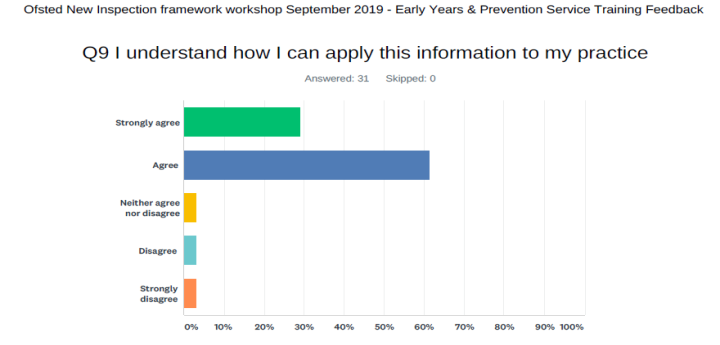 Ofsted New Inspection framework workshop September 2019 - Early Years & Prevention Service Training Feedback
Q9 I understand how I can apply this information to my practice
Answered: 31 Skipped: 0
Strongly agree
Agree
Neither agree
nor disagree
Disagree
Strongly
disagree
0% 10% 20% 30% 40% 50% 60% 70% 80% 90% 100%